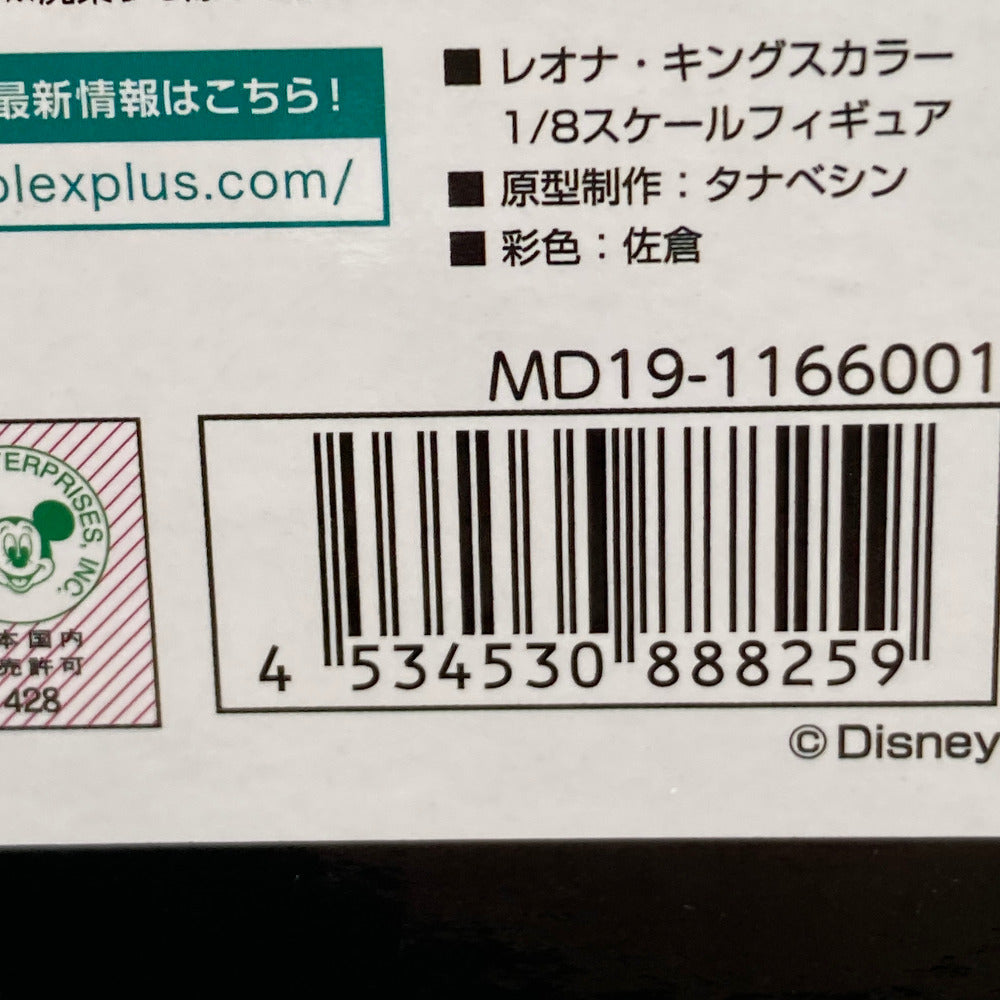 最新情報はこちら!
plexplus.com/
■ レオナ・キングスカラー
1/8スケールフィギュア
■ 原型制作：タナベシン
■ 彩色：佐倉
MD19-1166001
4 534530 888259
ERPRISES, INC.
本国内
売許可
428
©Disney